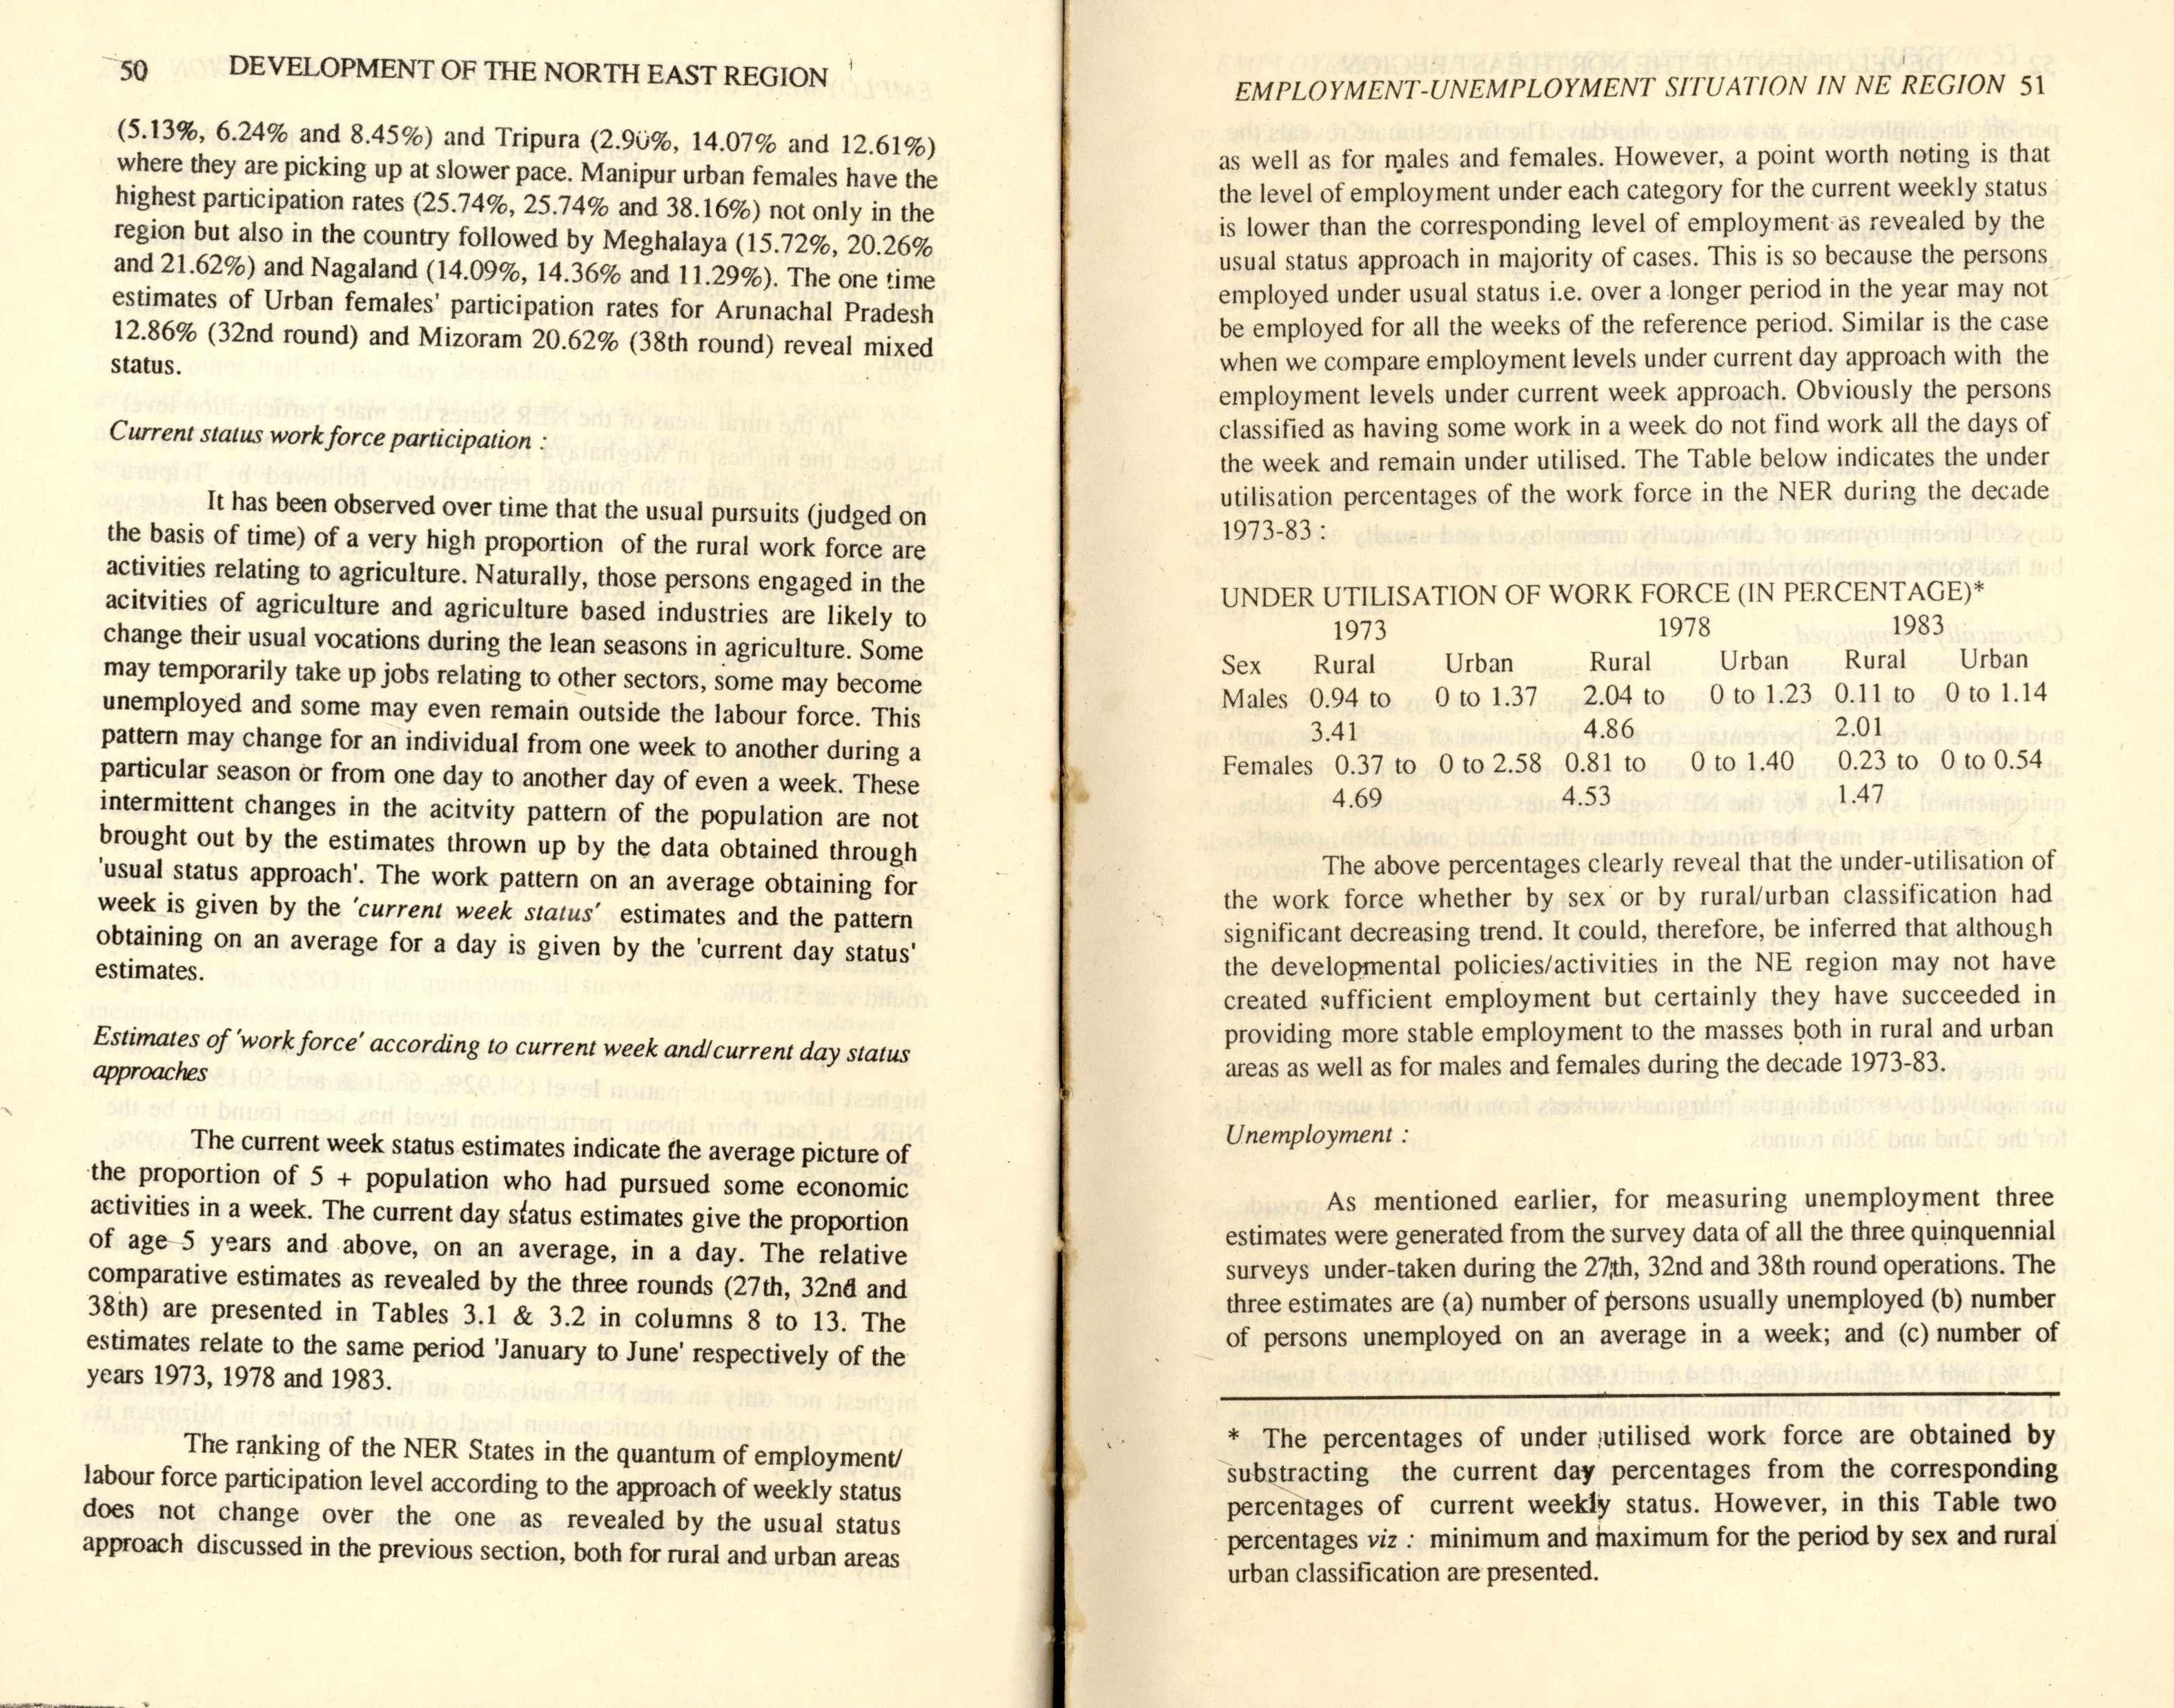 50 DEVELOPMENT OF THE NORTH EAST REGION
(5.13%, 6.24% and 8.45%) and Tripura (2.90%, 14.07% and 12.61%)
where they are picking up at slower pace. Manipur urban females have the
highest participation rates (25.74%, 25.74% and 38.16%) not only in the
region but also in the country followed by Meghalaya (15.72%, 20.26%
and 21.62%) and Nagaland (14.09%, 14.36% and 11.29%). The one time
estimates of Urban females' participation rates for Arunachal Pradesh
12.86% (32nd round) and Mizoram 20.62% (38th round) reveal mixed
status.
Current status work force participation :
It has been observed over time that the usual pursuits (judged on
the basis of time) of a very high proportion of the rural work force are
activities relating to agriculture. Naturally, those persons engaged in the
acitvities of agriculture and agriculture based industries are likely to
change their usual vocations during the lean seasons in agriculture. Some
may temporarily take up jobs relating to other sectors, some may become
unemployed and some may even remain outside the labour force. This
pattern may change for an individual from one week to another during a
particular season or from one day to another day of even a week. These
intermittent changes in the acitvity pattern of the population are not
brought out by the estimates thrown up by the data obtained through
'usual status approach'. The work pattern on an average obtaining for
week is given by the 'current week status' estimates and the pattern
obtaining on an average for a day is given by the 'current day status'
estimates.
Estimates of 'work force' according to current week and/current day status
approaches
The current week status estimates indicate the average picture of
the proportion of 5 + population who had pursued some economic
activities in a week. The current day status estimates give the proportion
of age 5 years and above, on an average, in a day. The relative
comparative estimates as revealed by the three rounds (27th, 32nd and
38th) are presented in Tables 3.1 & 3.2 in columns 8 to 13. The
estimates relate to the same period 'January to June' respectively of the
years 1973, 1978 and 1983.
The ranking of the NER States in the quantum of employment/
labour force participation level according to the approach of weekly status
does not change over the one as revealed by the usual status
approach discussed in the previous section, both for rural and urban areas
EMPLOYMENT-UNEMPLOYMENT SITUATION IN NE REGION 51
as well as for males and females. However, a point worth noting is that
the level of employment under each category for the current weekly status
is lower than the corresponding level of employment as revealed by the
usual status approach in majority of cases. This is so because the persons
employed under usual status i.e. over a longer period in the year may not
be employed for all the weeks of the reference period. Similar is the case
when we compare employment levels under current day approach with the
employment levels under current week approach. Obviously the persons
classified as having some work in a week do not find work all the days of
the week and remain under utilised. The Table below indicates the under
utilisation percentages of the work force in the NER during the decade
1973-83 :
UNDER UTILISATION OF WORK FORCE (IN PERCENTAGE)*
1973 1978 1983
Sex Rural Urban Rural Urban Rural Urban
Males 0.94 to 0 to 1.37 2.04 to 0 to 1.23 0.11 to 0 to 1.14
3.41 4.86 2.01
Females 0.37 to 0 to 2.58 0.81 to 0 to 1.40 0.23 to 0 to 0.54
4.69 4.53 1.47
The above percentages clearly reveal that the under-utilisation of
the work force whether by sex or by rural/urban classification had
significant decreasing trend. It could, therefore, be inferred that although
the developmental policies/activities in the NE region may not have
created sufficient employment but certainly they have succeeded in
providing more stable employment to the masses both in rural and urban
areas as well as for males and females during the decade 1973-83.
Unemployment :
As mentioned earlier, for measuring unemployment three
estimates were generated from the survey data of all the three quinquennial
surveys under-taken during the 27th, 32nd and 38th round operations. The
three estimates are (a) number of persons usually unemployed (b) number
of persons unemployed on an average in a week; and (c) number of
* The percentages of under utilised work force are obtained by
substracting the current day percentages from the corresponding
percentages of current weekly status. However, in this Table two
percentages viz : minimum and maximum for the period by sex and rural
urban classification are presented.